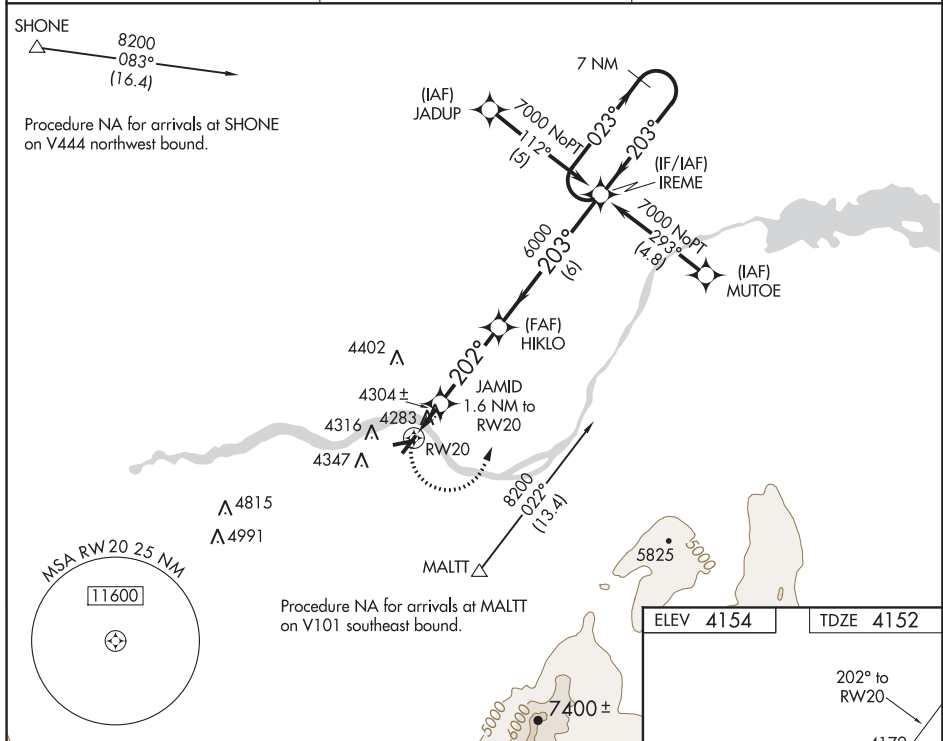 SHONE
8200
083°
(16.4)
Procedure NA for arrivals at SHONE
on V444 northwest bound.
7 NM
(IAF)
JADUP
7000 NoPT
112°
(5)
023°
203°
(IF/IAF)
IREME
7000 NoPT
293°
(4.8)
(IAF)
MUTOE
6000
203°
(6)
(FAF)
HIKLO
202°
4402
JAMID
1.6 NM to
RW20
4304 ±
4283
4316
RW20
4347
4815
4991
8200
022°
(13.4)
MALTT
Procedure NA for arrivals at MALTT
on V101 southeast bound.
MSA RW20 25 NM
11600
5825
5000
5000
6000
7400 ±
ELEV 4154
TDZE 4152
202° to
RW20